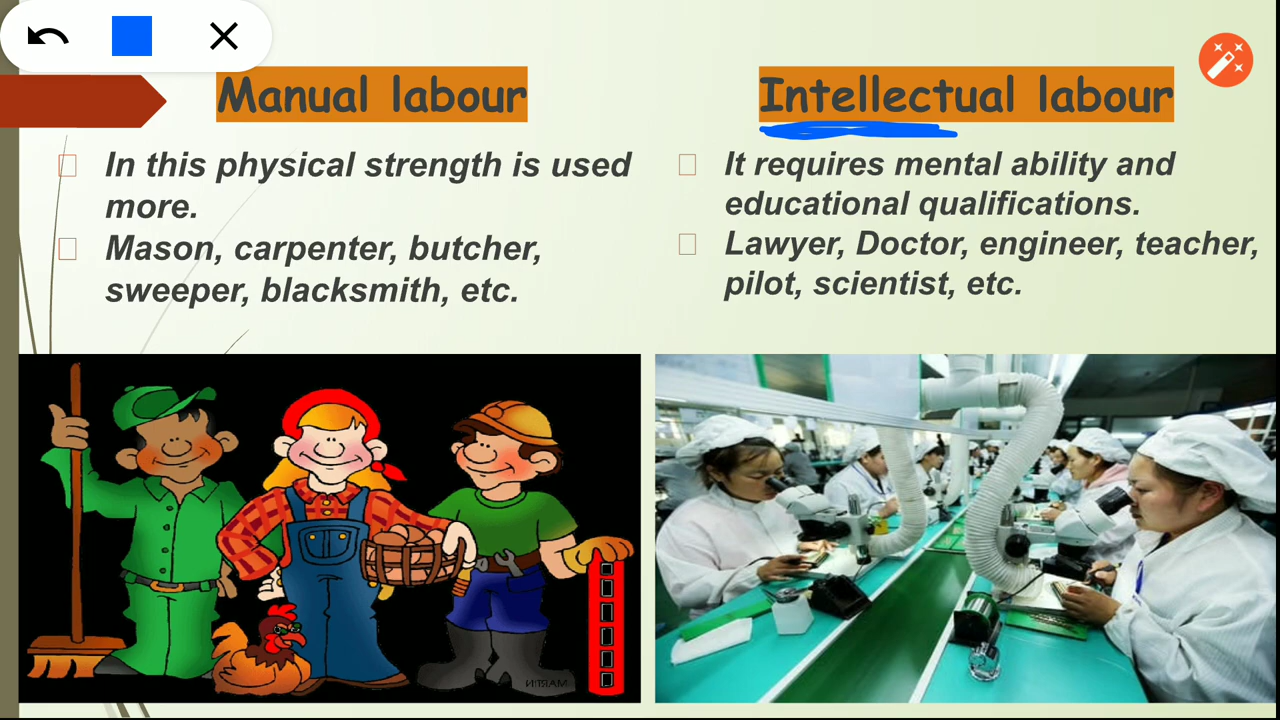 Manual labour
In this physical strength is used
more.
Mason, carpenter, butcher,
sweeper, blacksmith, etc.
Intellectual labour
It requires mental ability and
educational qualifications.
Lawyer, Doctor, engineer, teacher,
pilot, scientist, etc.
MARTIN